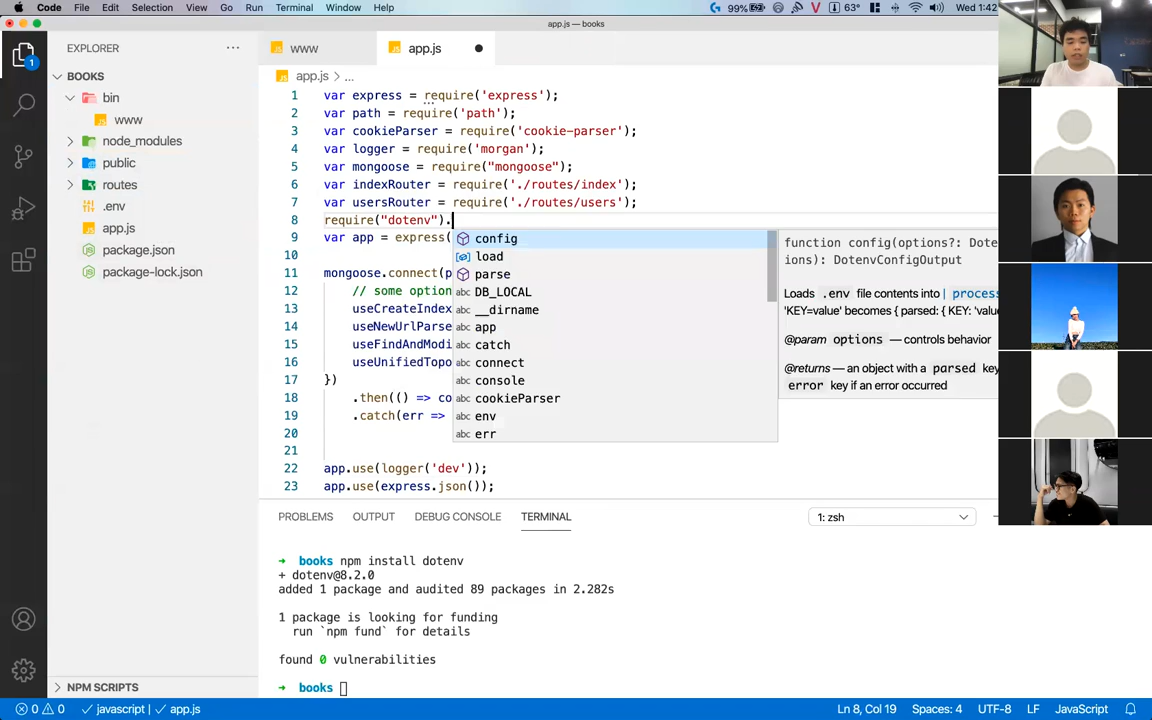 Code File Edit Selection View Go Run Terminal Window Help
99% 63° Wed 1:42
app.js — books
EXPLORER
BOOKS
bin
www
node_modules
public
routes
.env
app.js
package.json
package-lock.json
NPM SCRIPTS
1
www
app.js
app.js > ...
1 var express = require('express');
2 var path = require('path');
3 var cookieParser = require('cookie-parser');
4 var logger = require('morgan');
5 var mongoose = require("mongoose");
6 var indexRouter = require('./routes/index');
7 var usersRouter = require('./routes/users');
8 require("dotenv").
9 var app = express(
10
11 mongoose.connect(p
12 // some option
13 useCreateIndex
14 useNewUrlParse
15 useFindAndModi
16 useUnifiedTopo
17 })
18 .then(() => co
19 .catch(err =>
20
21
22 app.use(logger('dev'));
23 app.use(express.json());
config
load
parse
DB_LOCAL
__dirname
app
catch
connect
console
cookieParser
env
err
function config(options?: Dote
ions): DotenvConfigOutput
Loads .env file contents into | process
'KEY=value' becomes { parsed: { KEY: 'value
@param options — controls behavior
@returns — an object with a parsed key
error key if an error occurred
PROBLEMS OUTPUT DEBUG CONSOLE TERMINAL
1: zsh
➜ books npm install dotenv
+ dotenv@8.2.0
added 1 package and audited 89 packages in 2.282s
1 package is looking for funding
run `npm fund` for details
found 0 vulnerabilities
➜ books
0 0 javascript | app.js Ln 8, Col 19 Spaces: 4 UTF-8 LF JavaScript